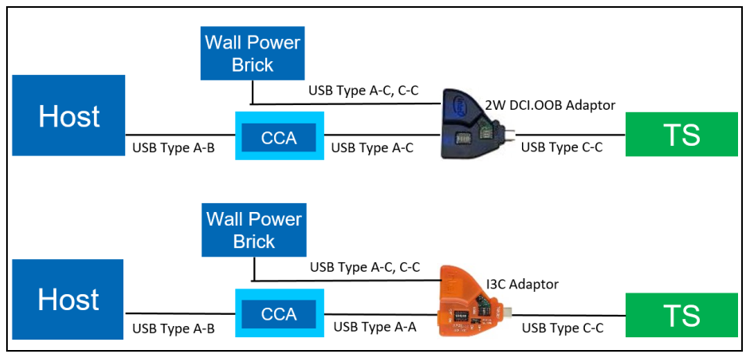 Wall Power
Brick
USB Type A-C, C-C
Host
2W DCI.OOB Adaptor
CCA
TS
USB Type A-B
USB Type A-C
USB Type C-C
Wall Power
Brick
USB Type A-C, C-C
Host
I3C Adaptor
CCA
TS
USB Type A-B
USB Type A-A
USB Type C-C